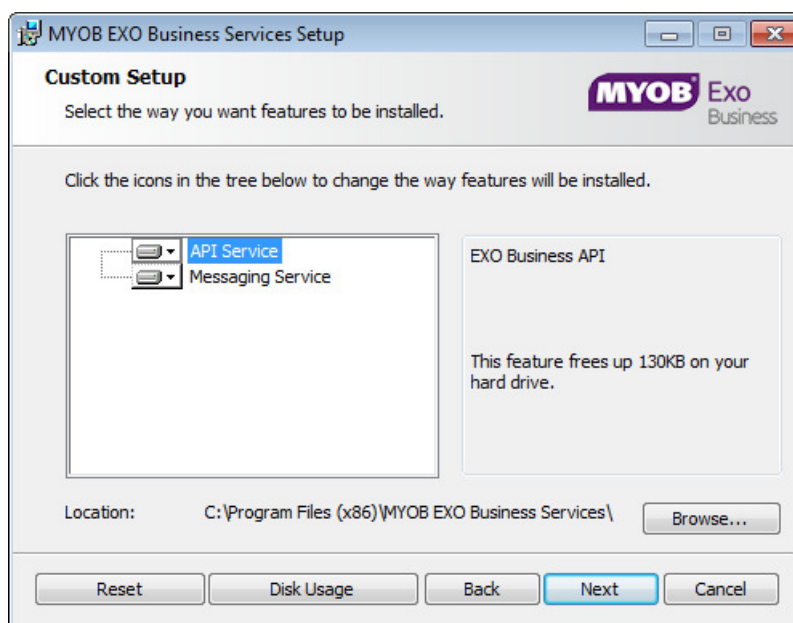 MYOB EXO Business Services Setup
Custom Setup
Select the way you want features to be installed.
MYOB Exo
Business
Click the icons in the tree below to change the way features will be installed.
API Service
Messaging Service
EXO Business API
This feature frees up 130KB on your
hard drive.
Location: C:\Program Files (x86)\MYOB EXO Business Services\ Browse...
Reset Disk Usage Back Next Cancel